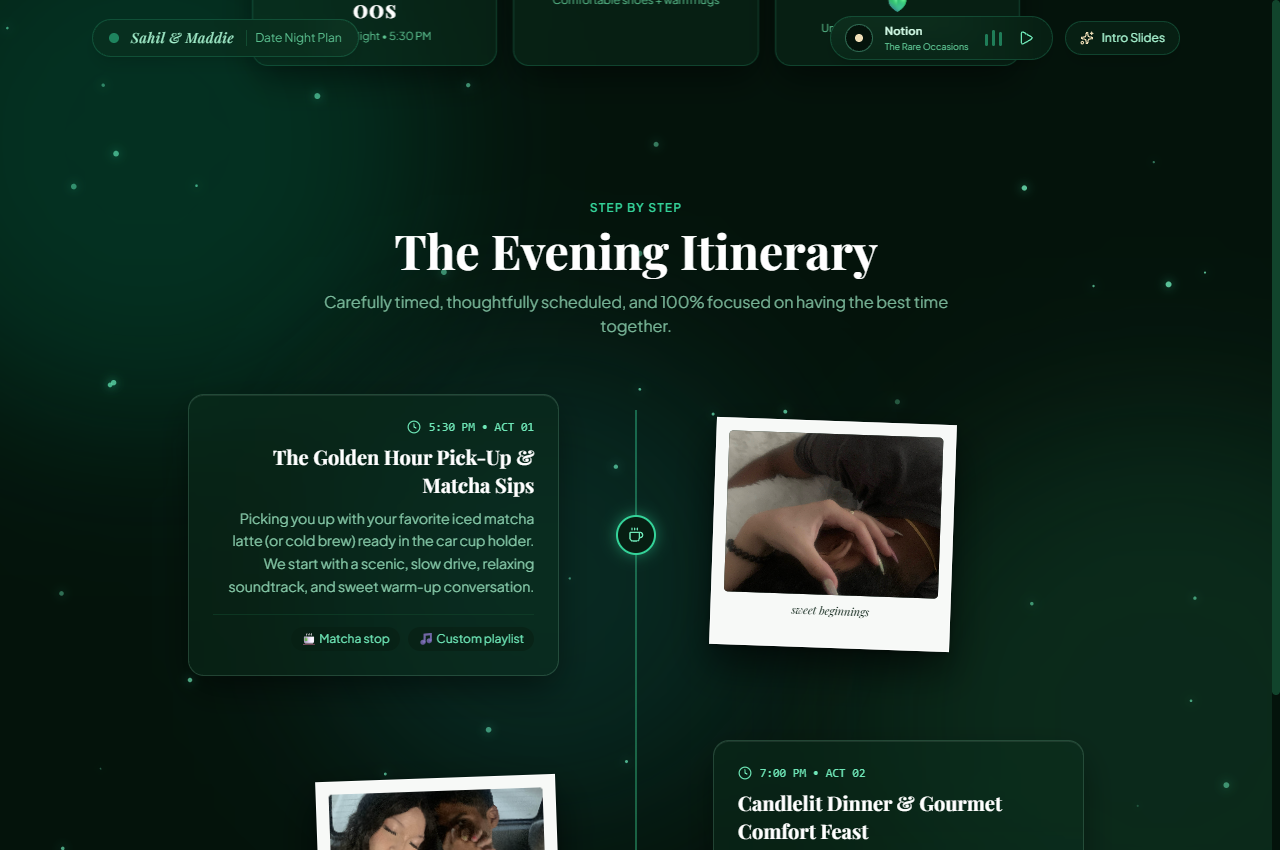 oos
Comfortable shoes + warm hugs
Sahil & Maddie
Date Night Plan
ight • 5:30 PM
Notion
The Rare Occasions
Intro Slides
STEP BY STEP
The Evening Itinerary
Carefully timed, thoughtfully scheduled, and 100% focused on having the best time
together.
5:30 PM • ACT 01
The Golden Hour Pick-Up &
Matcha Sips
Picking you up with your favorite iced matcha
latte (or cold brew) ready in the car cup holder.
We start with a scenic, slow drive, relaxing
soundtrack, and sweet warm-up conversation.
Matcha stop
Custom playlist
sweet beginnings
7:00 PM • ACT 02
Candlelit Dinner & Gourmet
Comfort Feast